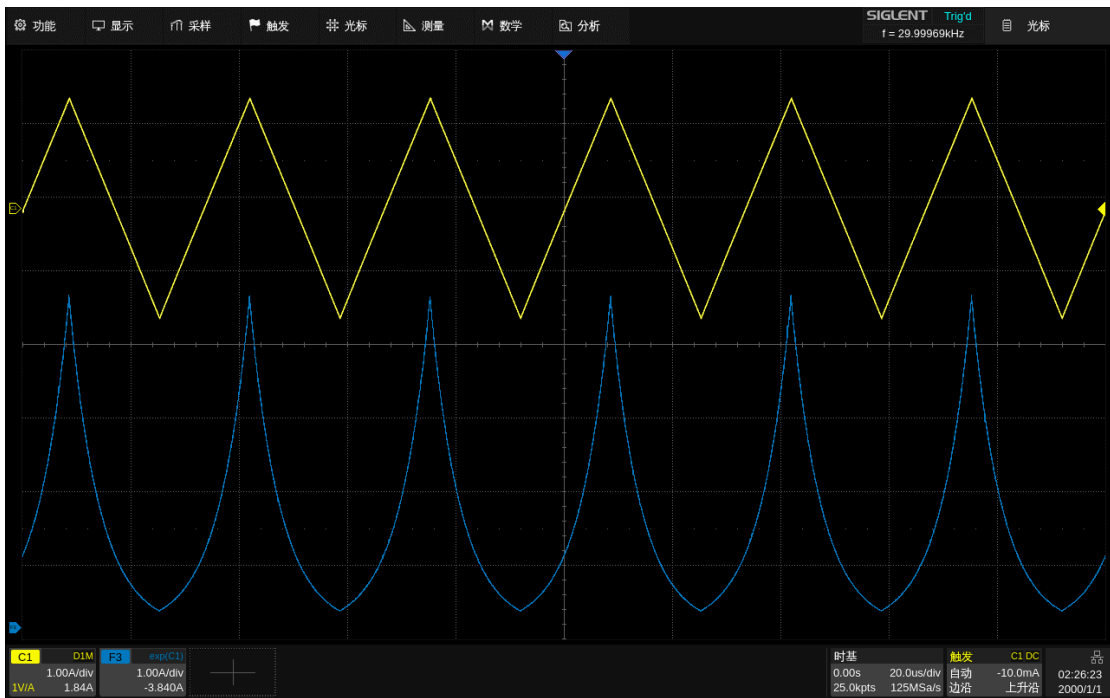 功能 显示 采样 触发 光标 测量 数学 分析 SIGLENT Trig'd 光标
f = 29.99969kHz
C1 D1M F3 exp(C1) 时基 触发 C1 DC
1.00A/div 1.00A/div 0.00s 20.0us/div 自动 -10.0mA 02:26:23
1V/A 1.84A -3.840A 25.0kpts 125MSa/s 边沿 上升沿 2000/1/1